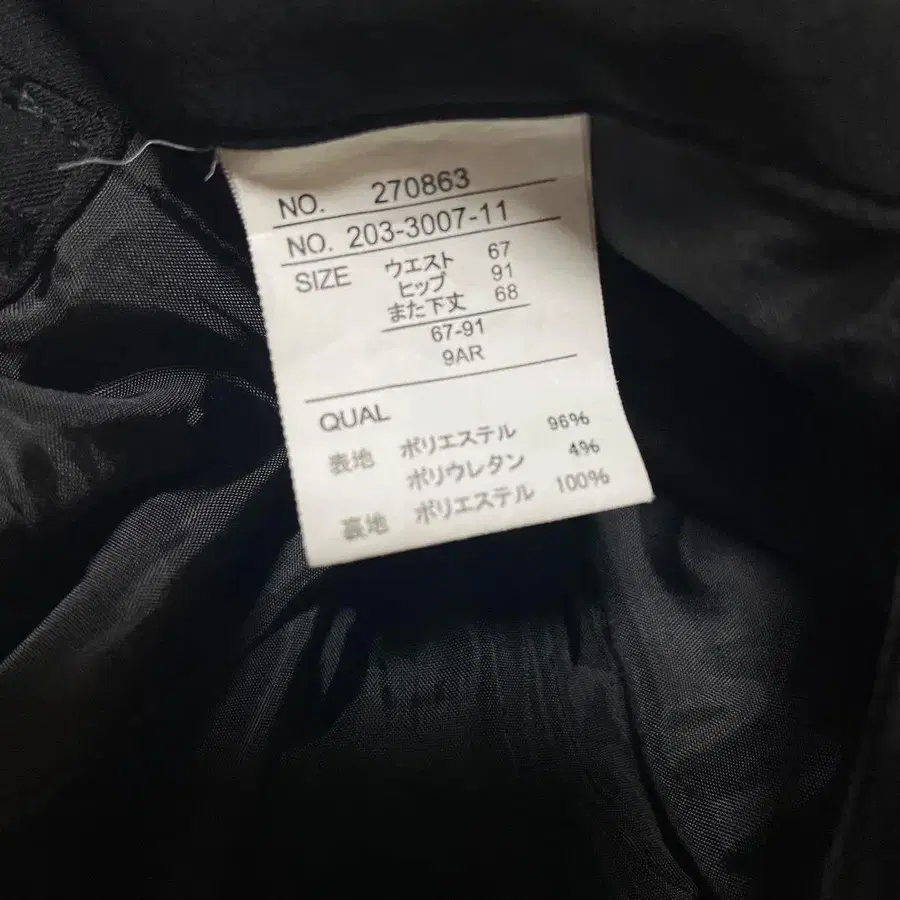 NO. 270863
NO. 203-3007-11
SIZE ウエスト 67
ヒップ 91
また下丈 68
67-91
9AR
QUAL
表地 ポリエステル 96%
ポリウレタン 4%
裏地 ポリエステル 100%